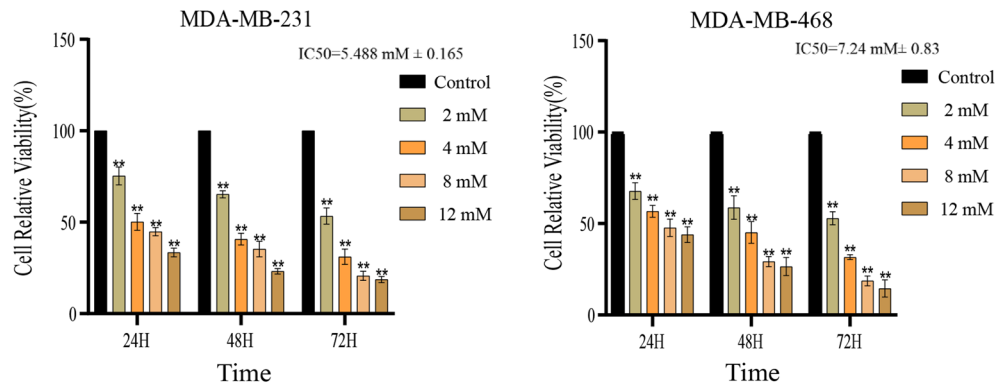 MDA-MB-231
IC50=5.488 mM ± 0.165
Cell Relative Viability(%)
150
100
50
0
** ** ** **
** ** ** **
** ** ** **
Control
2 mM
4 mM
8 mM
12 mM
24H 48H 72H
Time
MDA-MB-468
IC50=7.24 mM± 0.83
Cell Relative Viability(%)
150
100
50
0
** ** ** **
** ** ** **
** ** ** **
Control
2 mM
4 mM
8 mM
12 mM
24H 48H 72H
Time